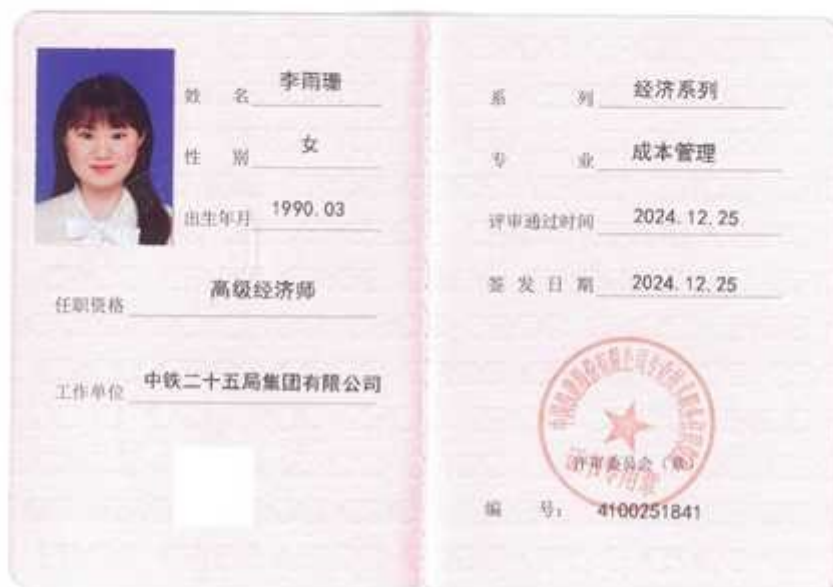 姓 名 李雨珊
性 别 女
出生年月 1990.03
任职资格 高级经济师
工作单位 中铁二十五局集团有限公司
系 列 经济系列
专 业 成本管理
评审通过时间 2024.12.25
签发日期 2024.12.25
评审委员会（章）
编 号： 4100251841